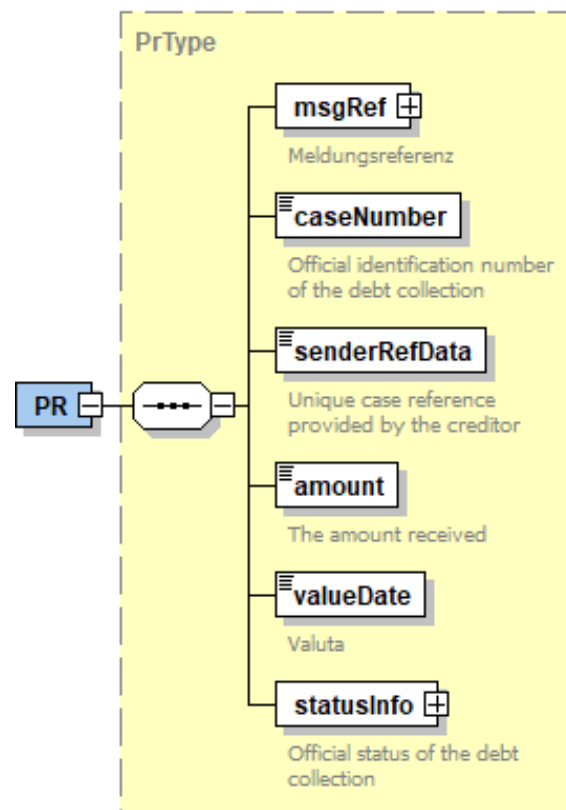 PrType
msgRef
Meldungsreferenz
caseNumber
Official identification number
of the debt collection
senderRefData
Unique case reference
provided by the creditor
PR
amount
The amount received
valueDate
Valuta
statusInfo
Official status of the debt
collection